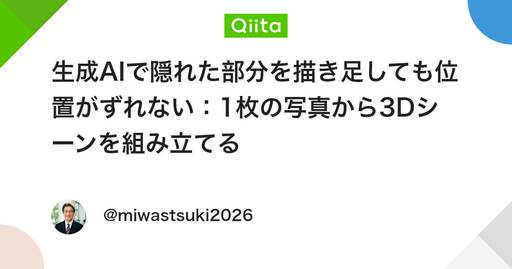 Qiita
生成AIで隠れた部分を描き足しても位
置がずれない：1枚の写真から3Dシ
ーンを組み立てる
@miwastsuki2026